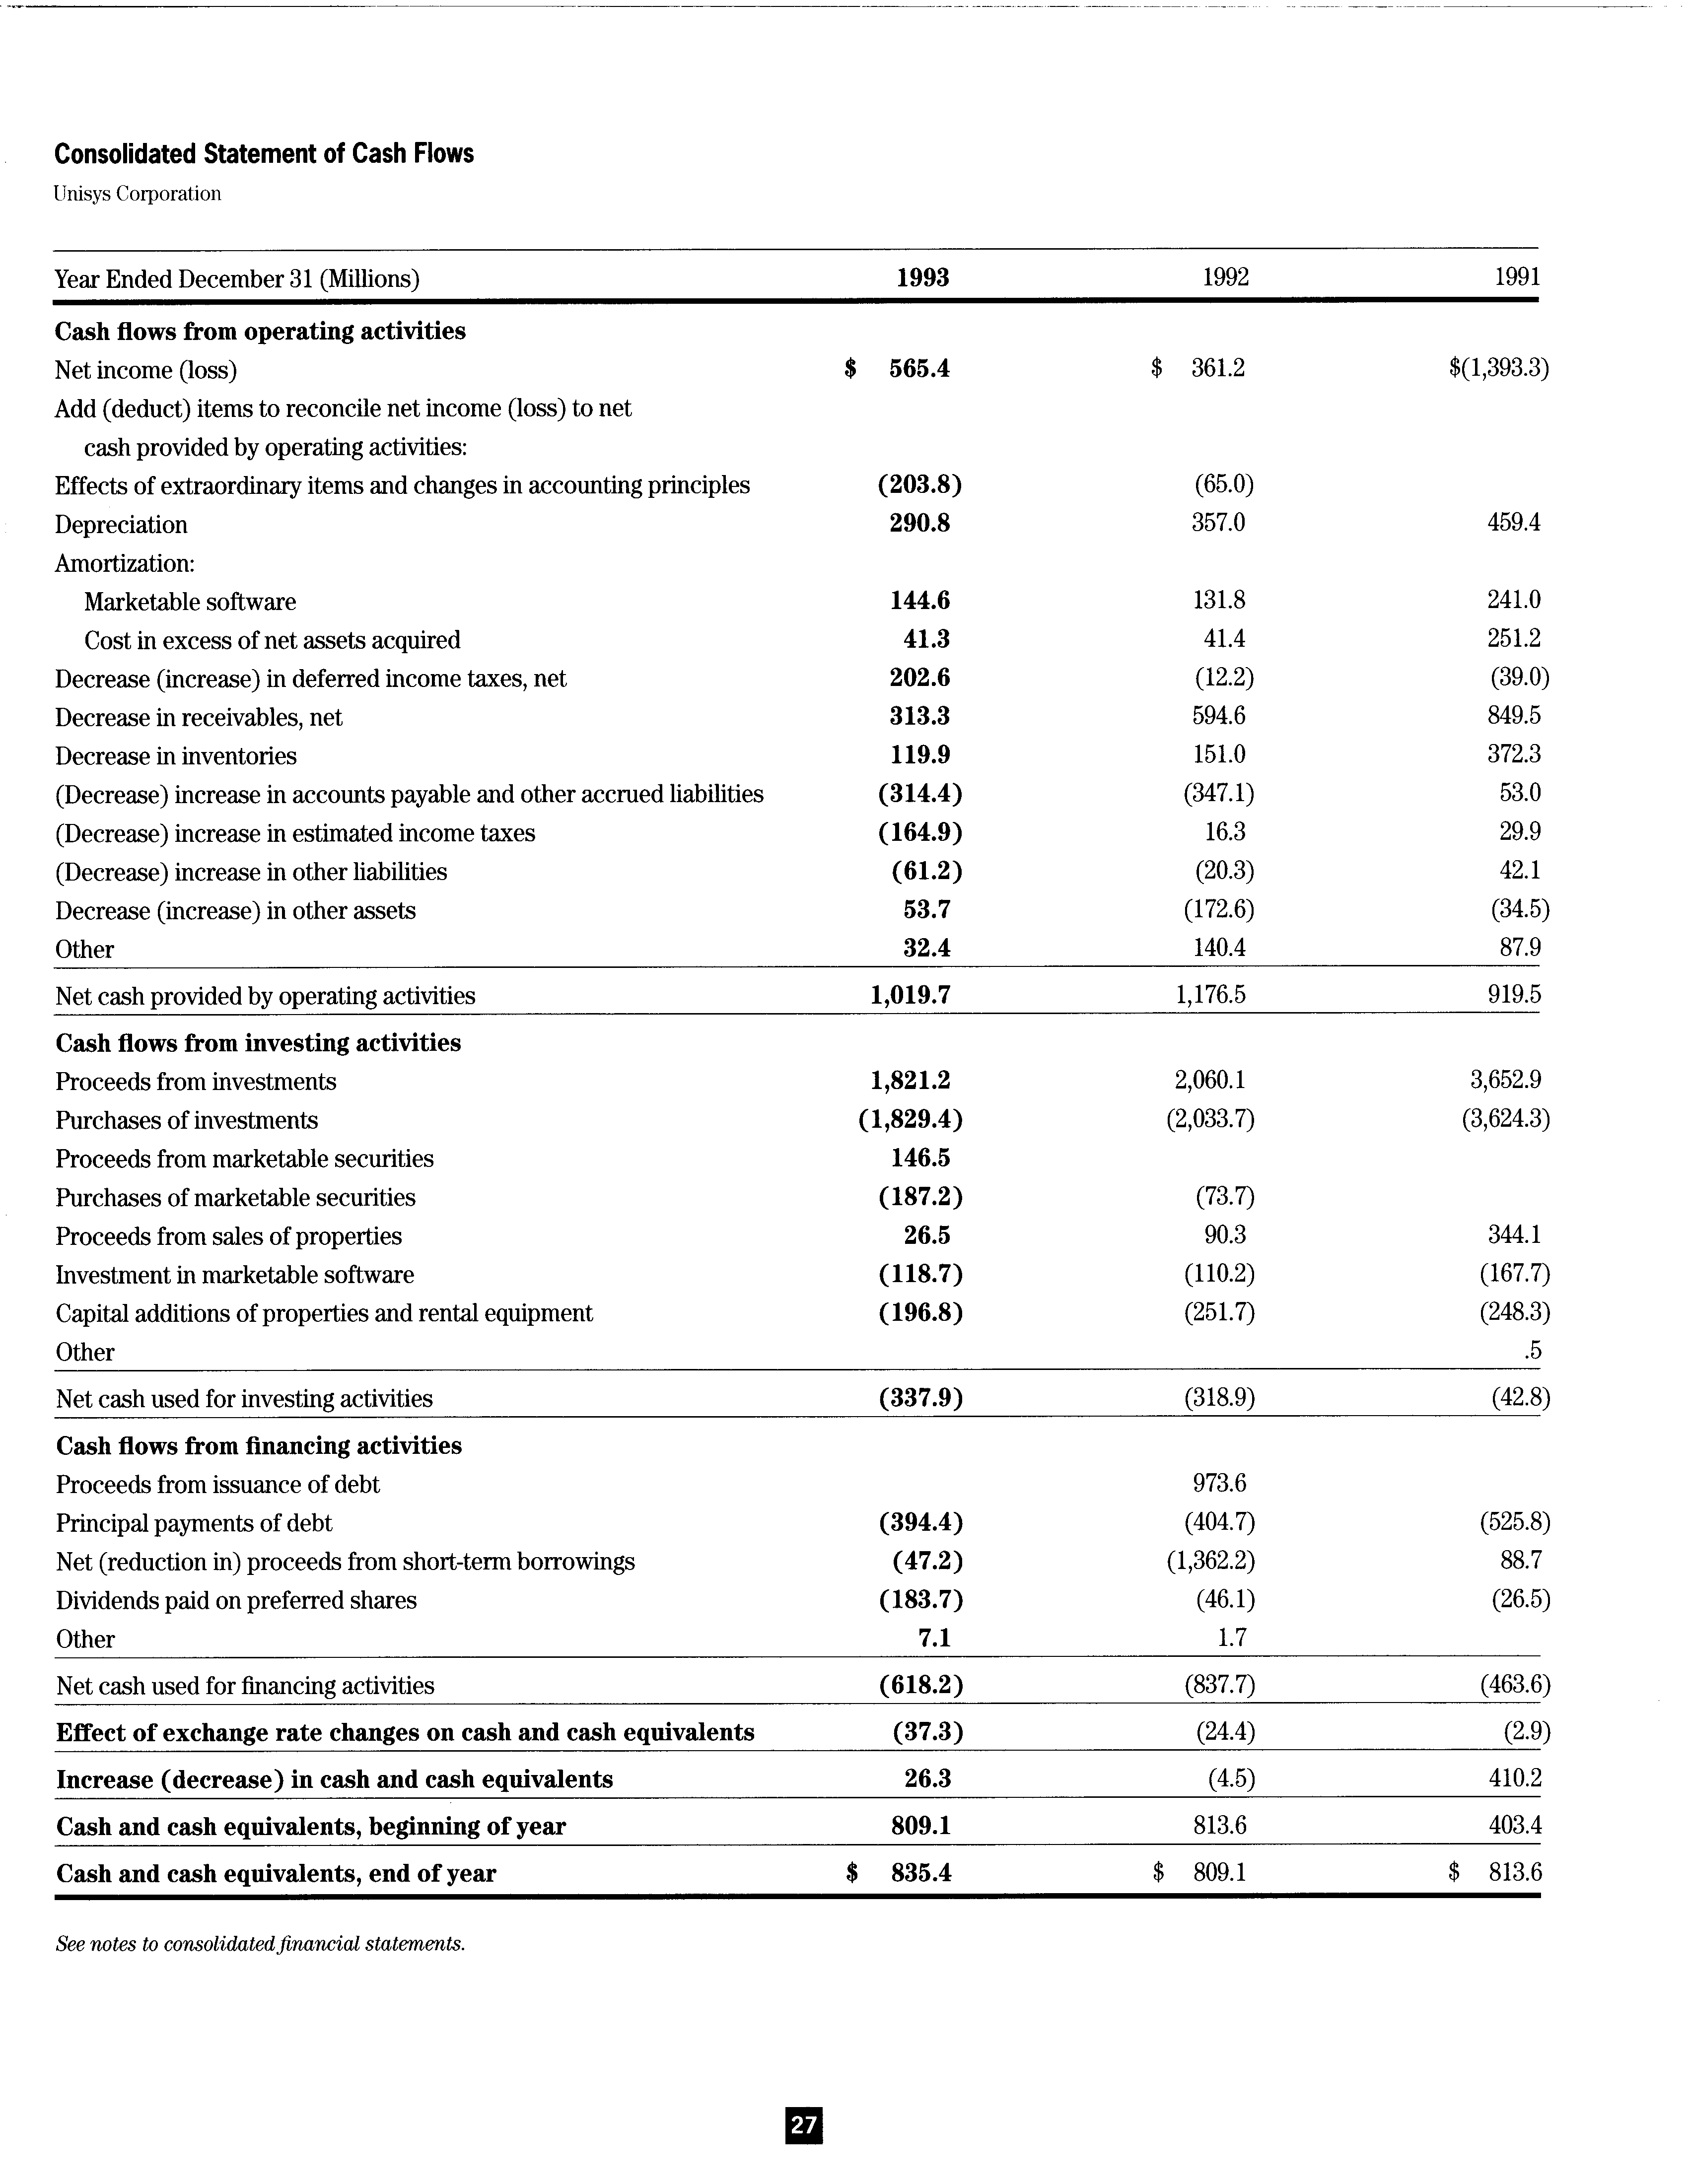 Consolidated Statement of Cash Flows
Unisys Corporation
Year Ended December 31 (Millions) 1993 1992 1991
Cash flows from operating activities
Net income (loss) $ 565.4 $ 361.2 $(1,393.3)
Add (deduct) items to reconcile net income (loss) to net
cash provided by operating activities:
Effects of extraordinary items and changes in accounting principles (203.8) (65.0)
Depreciation 290.8 357.0 459.4
Amortization:
Marketable software 144.6 131.8 241.0
Cost in excess of net assets acquired 41.3 41.4 251.2
Decrease (increase) in deferred income taxes, net 202.6 (12.2) (39.0)
Decrease in receivables, net 313.3 594.6 849.5
Decrease in inventories 119.9 151.0 372.3
(Decrease) increase in accounts payable and other accrued liabilities (314.4) (347.1) 53.0
(Decrease) increase in estimated income taxes (164.9) 16.3 29.9
(Decrease) increase in other liabilities (61.2) (20.3) 42.1
Decrease (increase) in other assets 53.7 (172.6) (34.5)
Other 32.4 140.4 87.9
Net cash provided by operating activities 1,019.7 1,176.5 919.5
Cash flows from investing activities
Proceeds from investments 1,821.2 2,060.1 3,652.9
Purchases of investments (1,829.4) (2,033.7) (3,624.3)
Proceeds from marketable securities 146.5
Purchases of marketable securities (187.2) (73.7)
Proceeds from sales of properties 26.5 90.3 344.1
Investment in marketable software (118.7) (110.2) (167.7)
Capital additions of properties and rental equipment (196.8) (251.7) (248.3)
Other .5
Net cash used for investing activities (337.9) (318.9) (42.8)
Cash flows from financing activities
Proceeds from issuance of debt 973.6
Principal payments of debt (394.4) (404.7) (525.8)
Net (reduction in) proceeds from short-term borrowings (47.2) (1,362.2) 88.7
Dividends paid on preferred shares (183.7) (46.1) (26.5)
Other 7.1 1.7
Net cash used for financing activities (618.2) (837.7) (463.6)
Effect of exchange rate changes on cash and cash equivalents (37.3) (24.4) (2.9)
Increase (decrease) in cash and cash equivalents 26.3 (4.5) 410.2
Cash and cash equivalents, beginning of year 809.1 813.6 403.4
Cash and cash equivalents, end of year $ 835.4 $ 809.1 $ 813.6
See notes to consolidated financial statements.
27